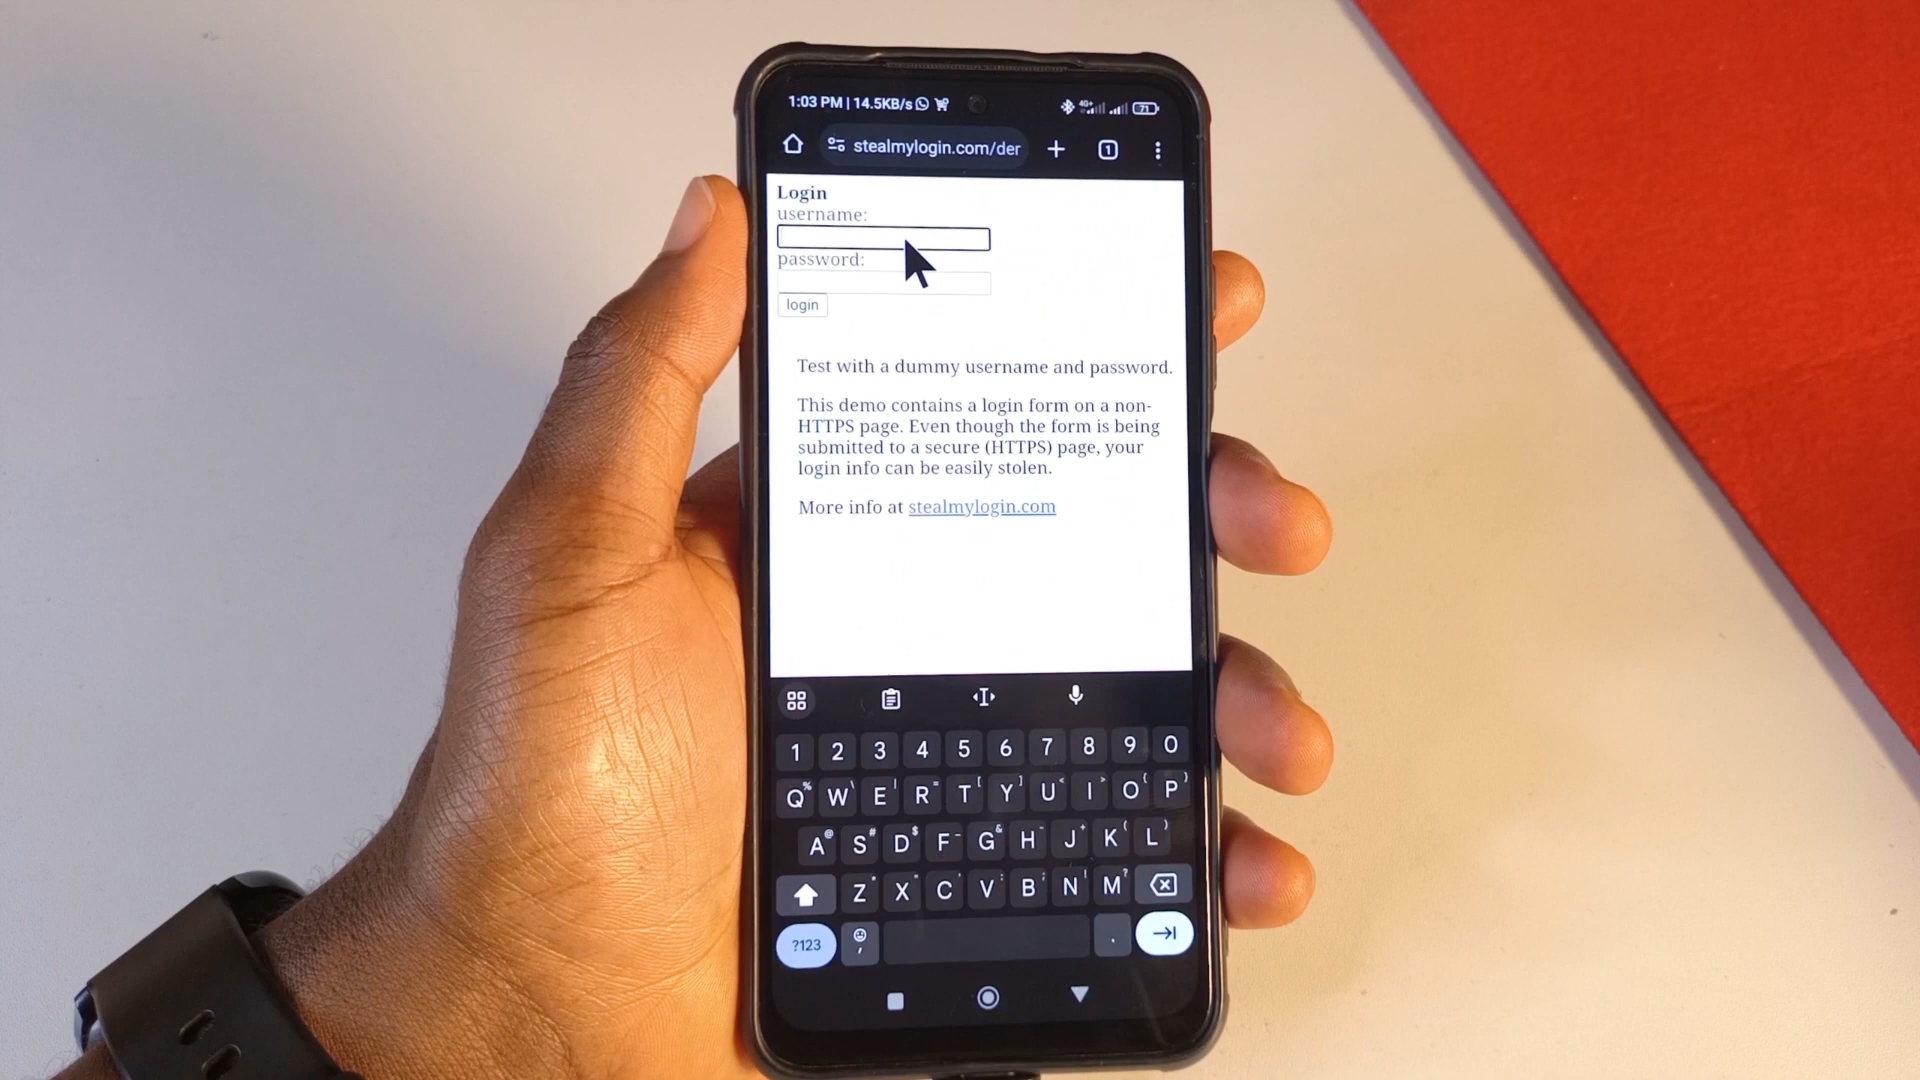 1:03 PM | 14.5KB/s
4G+
71
stealmylogin.com/der
1
Login
username:
password:
login
Test with a dummy username and password.
This demo contains a login form on a non-
HTTPS page. Even though the form is being
submitted to a secure (HTTPS) page, your
login info can be easily stolen.
More info at stealmylogin.com
1 2 3 4 5 6 7 8 9 0
Q W E R T Y U I O P
A S D F G H J K L
Z X C V B N M
?123 , .